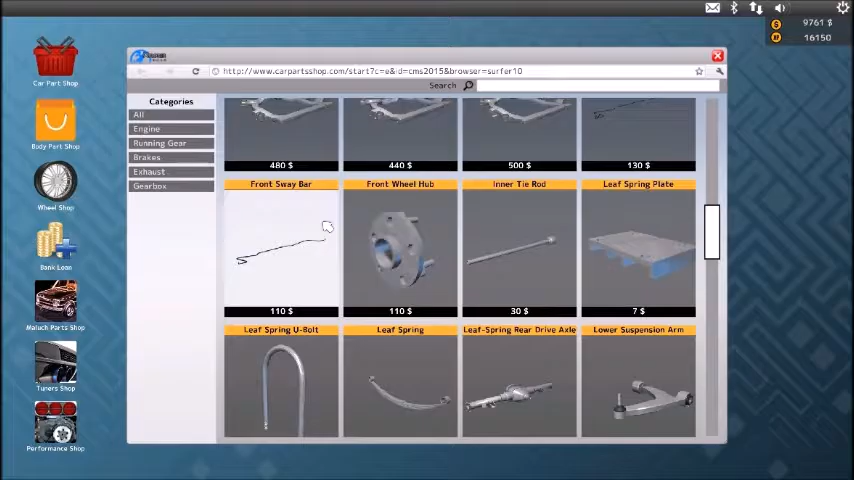 9761 $
16150
Car Part Shop
Body Part Shop
Wheel Shop
Bank Loan
Maluch Parts Shop
Tuners Shop
Performance Shop
http://www.carpartsshop.com/start?c=e&id=cms2015&browser=surfer10
Search
Categories
All
Engine
Running Gear
Brakes
Exhaust
Gearbox
480 $
440 $
500 $
130 $
Front Sway Bar
Front Wheel Hub
Inner Tie Rod
Leaf Spring Plate
110 $
110 $
30 $
7 $
Leaf Spring U-Bolt
Leaf Spring
Leaf-Spring Rear Drive Axle
Lower Suspension Arm